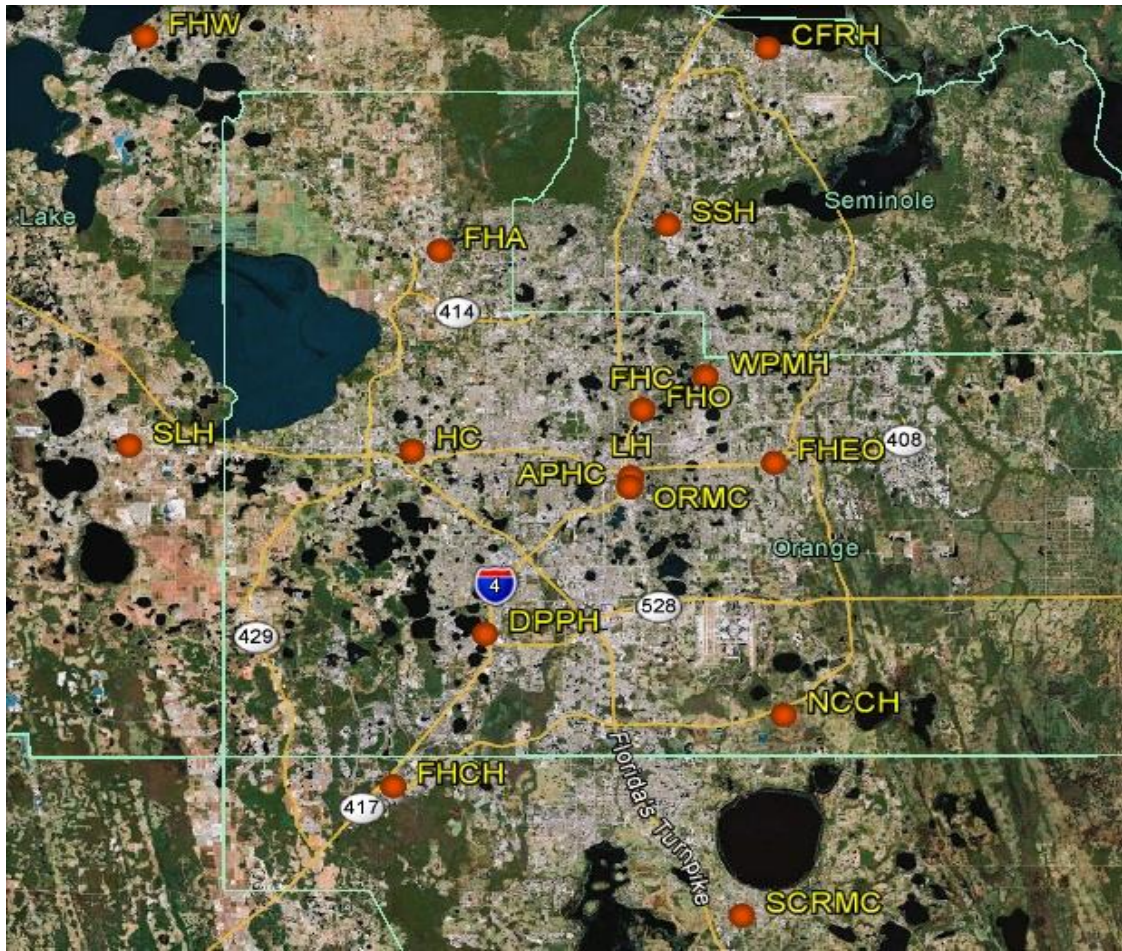 FHW
CFRH
Lake
Seminole
SSH
FHA
414
WPMH
FHC
FHO
SLH
HC
LH
FHEO
408
APHC
ORMC
Orange
4
DPPH
528
429
NCCH
Florida's Turnpike
FHCH
417
SCRMC